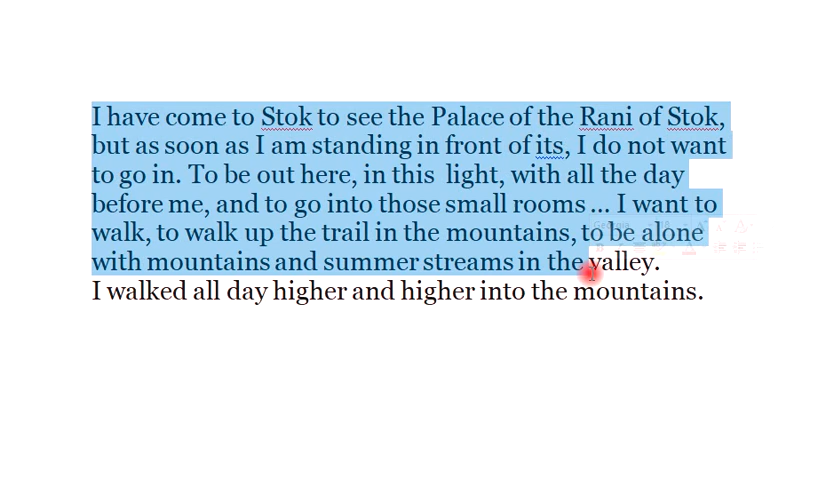 I have come to Stok to see the Palace of the Rani of Stok,
but as soon as I am standing in front of its, I do not want
to go in. To be out here, in this light, with all the day
before me, and to go into those small rooms ... I want to
walk, to walk up the trail in the mountains, to be alone
with mountains and summer streams in the valley.
I walked all day higher and higher into the mountains.